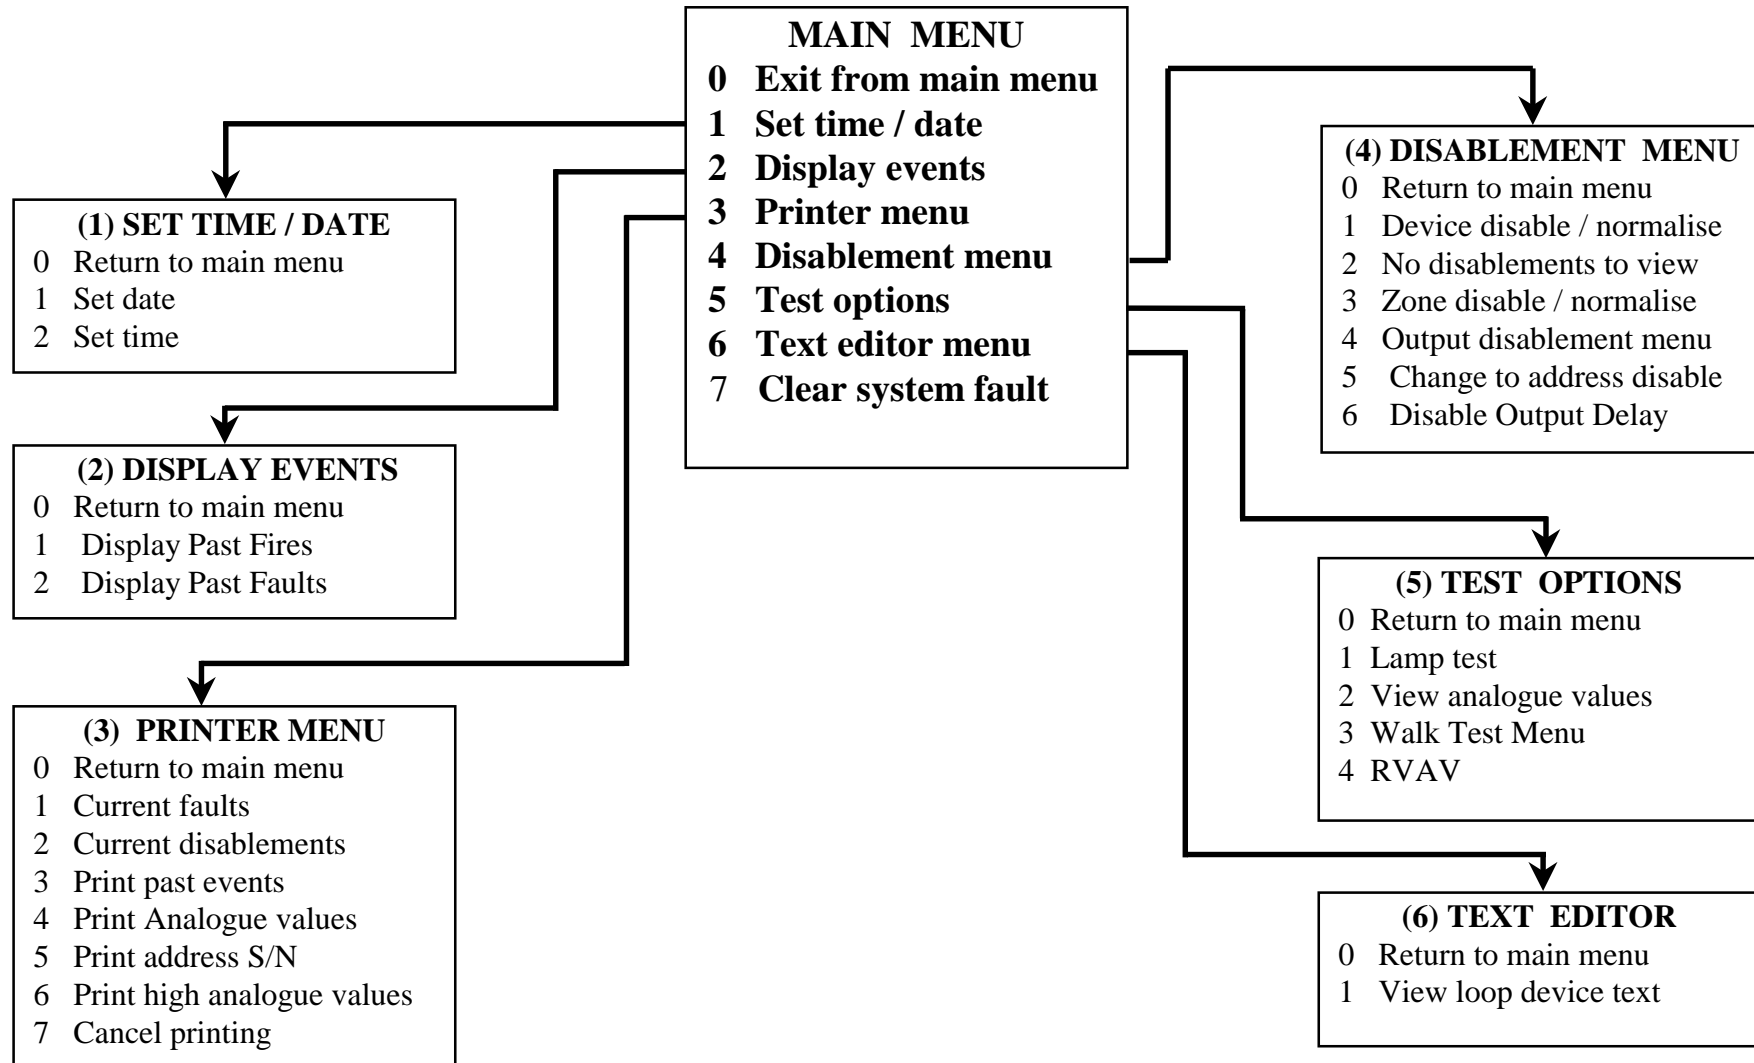 MAIN MENU
0 Exit from main menu
1 Set time / date
2 Display events
3 Printer menu
4 Disablement menu
5 Test options
6 Text editor menu
7 Clear system fault
(1) SET TIME / DATE
0 Return to main menu
1 Set date
2 Set time
(2) DISPLAY EVENTS
0 Return to main menu
1 Display Past Fires
2 Display Past Faults
(3) PRINTER MENU
0 Return to main menu
1 Current faults
2 Current disablements
3 Print past events
4 Print Analogue values
5 Print address S/N
6 Print high analogue values
7 Cancel printing
(4) DISABLEMENT MENU
0 Return to main menu
1 Device disable / normalise
2 No disablements to view
3 Zone disable / normalise
4 Output disablement menu
5 Change to address disable
6 Disable Output Delay
(5) TEST OPTIONS
0 Return to main menu
1 Lamp test
2 View analogue values
3 Walk Test Menu
4 RVAV
(6) TEXT EDITOR
0 Return to main menu
1 View loop device text